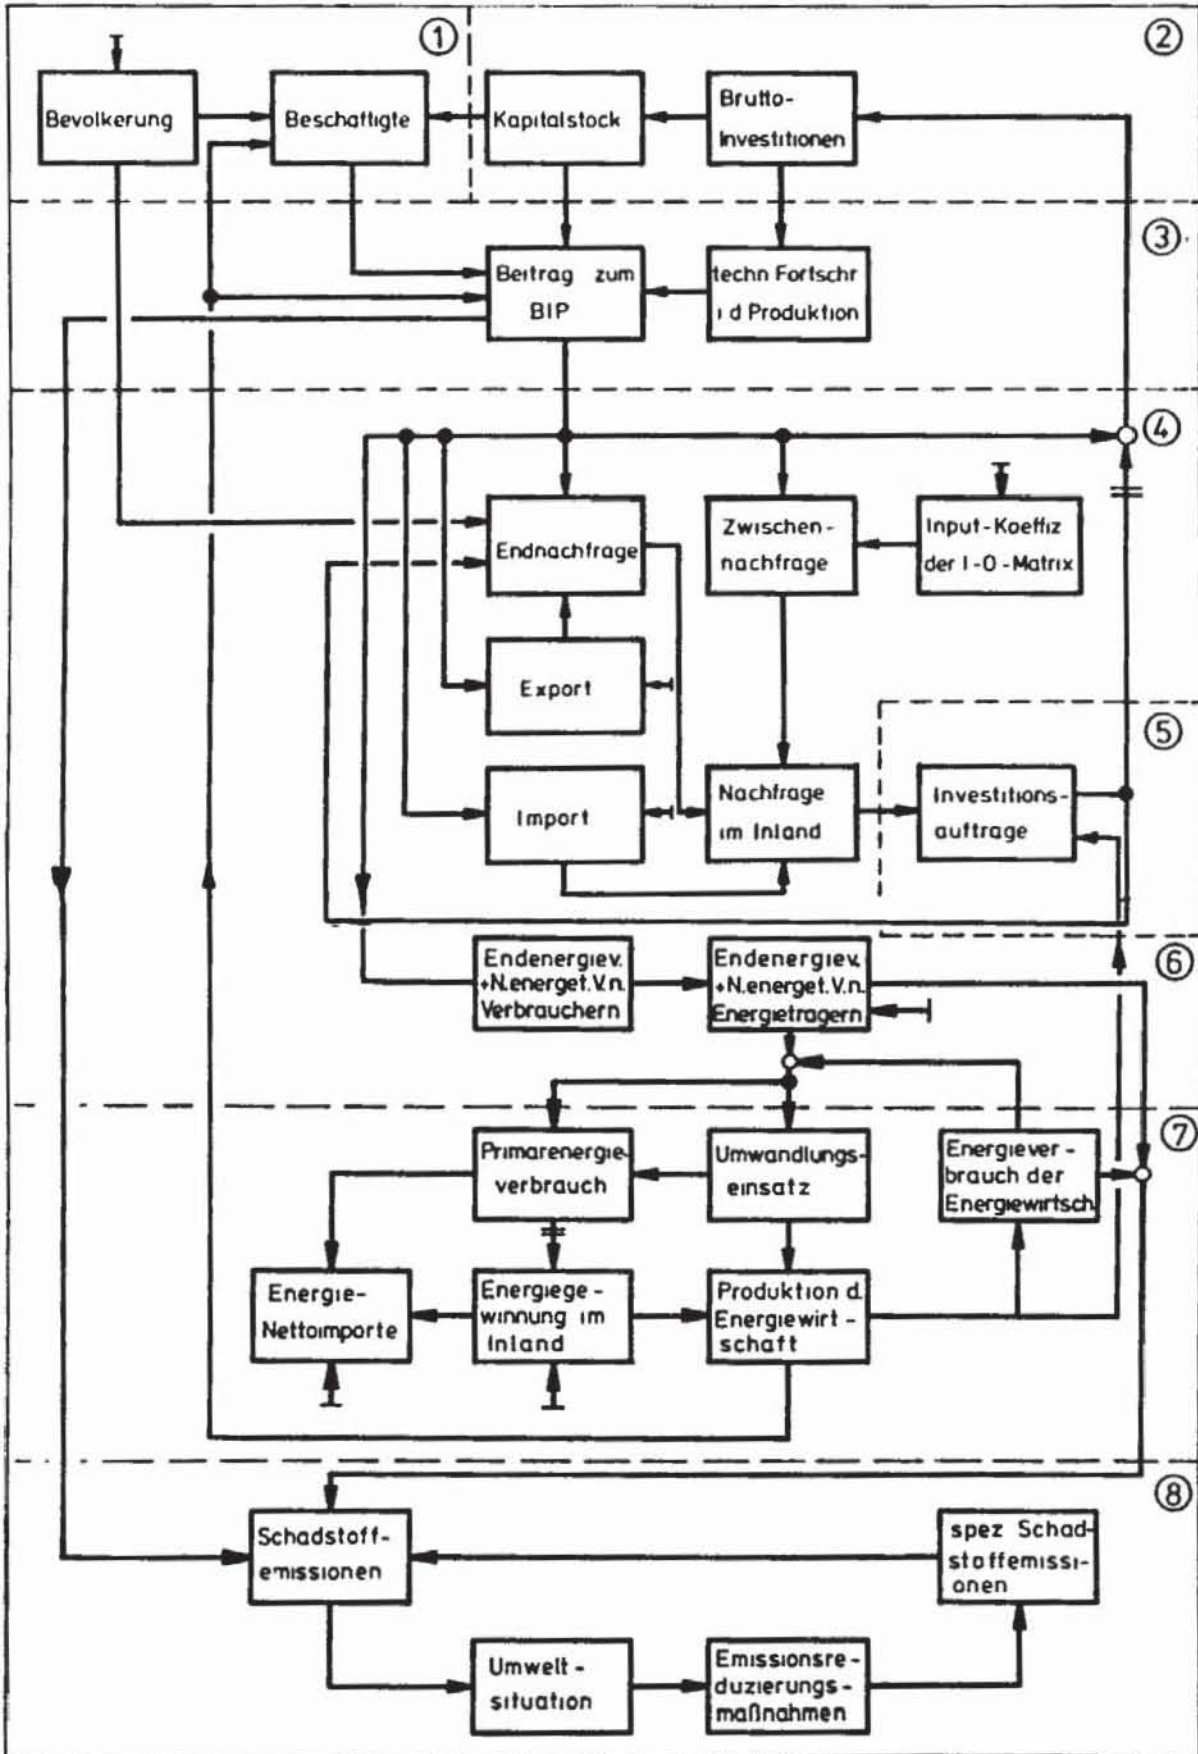 ①
②
Bevolkerung
Beschaftigte
Kapitalstock
Brutto-
Investitionen
③
Beitrag zum
BIP
techn Fortschr
i d Produktion
④
Endnachfrage
Zwischen-
nachfrage
Input-Koeffiz
der I-O-Matrix
Export
⑤
Import
Nachfrage
im Inland
Investitions-
auftrage
⑥
Endenergiev.
+N.energet.V.n.
Verbrauchern
Endenergiev.
+N.energet.V.n.
Energietragern
⑦
Primarenergie-
verbrauch
Umwandlungs-
einsatz
Energiever-
brauch der
Energiewirtsch.
Energie-
Nettoimporte
Energiege-
winnung im
Inland
Produktion d.
Energiewirt-
schaft
⑧
Schadstoff-
emissionen
spez Schad-
stoffemissi-
onen
Umwelt-
situation
Emissionsre-
duzierungs-
maßnahmen